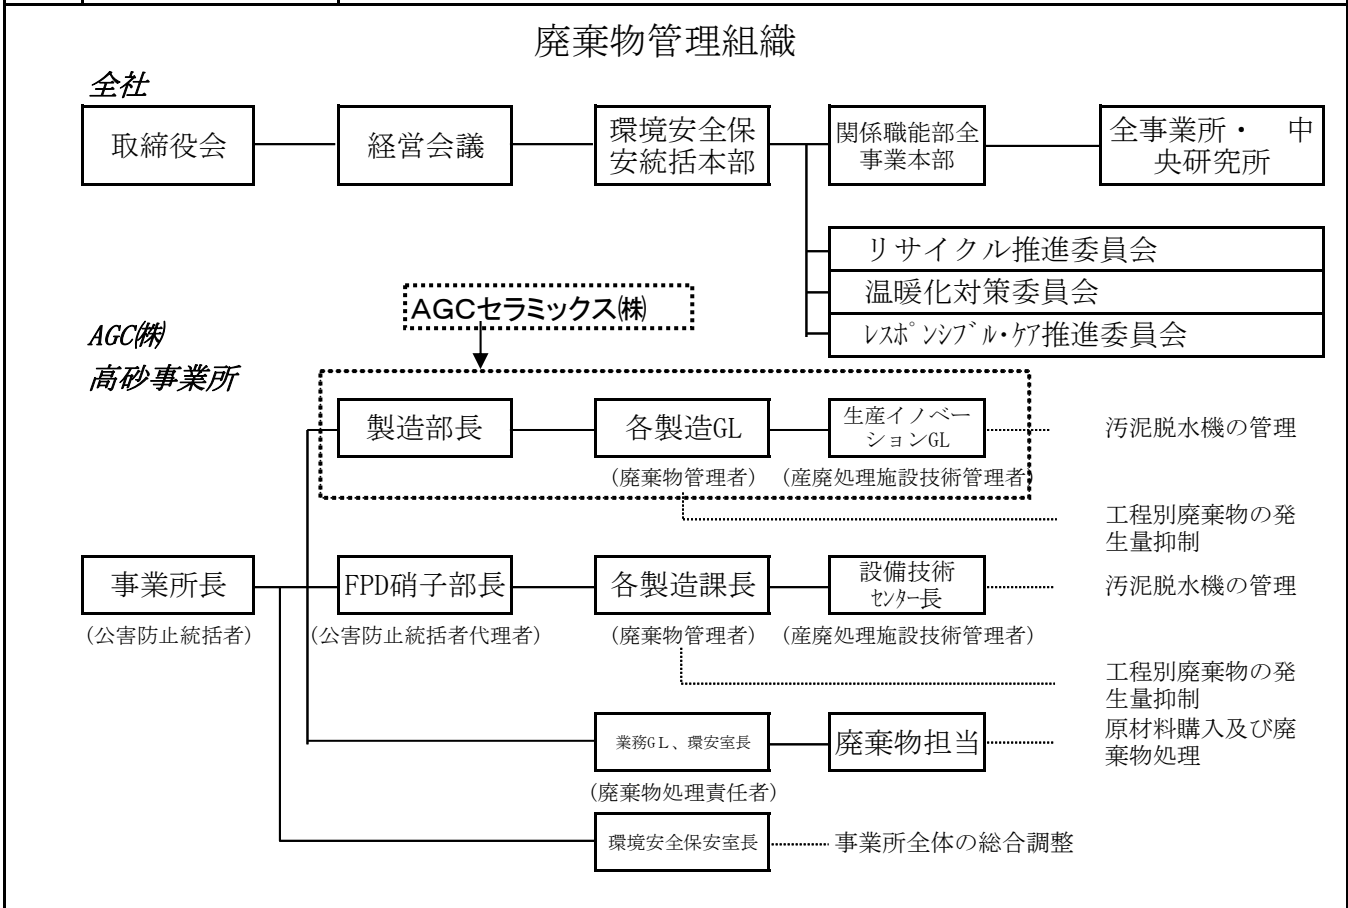 廃棄物管理組織
全社
取締役会
経営会議
環境安全保
安統括本部
関係職能部全
事業本部
全事業所・　中
央研究所
リサイクル推進委員会
温暖化対策委員会
ﾚｽﾎﾟﾝｼﾌﾞﾙ・ｹｱ推進委員会
AGCセラミックス㈱
AGC㈱
高砂事業所
製造部長
各製造GL
生産イノベー
ションGL
汚泥脱水機の管理
(廃棄物管理者)
(産廃処理施設技術管理者)
工程別廃棄物の発
生量抑制
事業所長
FPD硝子部長
各製造課長
設備技術
ｾﾝﾀｰ長
汚泥脱水機の管理
(公害防止統括者)
(公害防止統括者代理者)
(廃棄物管理者)
(産廃処理施設技術管理者)
工程別廃棄物の発
生量抑制
業務GL、環安室長
廃棄物担当
原材料購入及び廃
棄物処理
(廃棄物処理責任者)
環境安全保安室長
事業所全体の総合調整